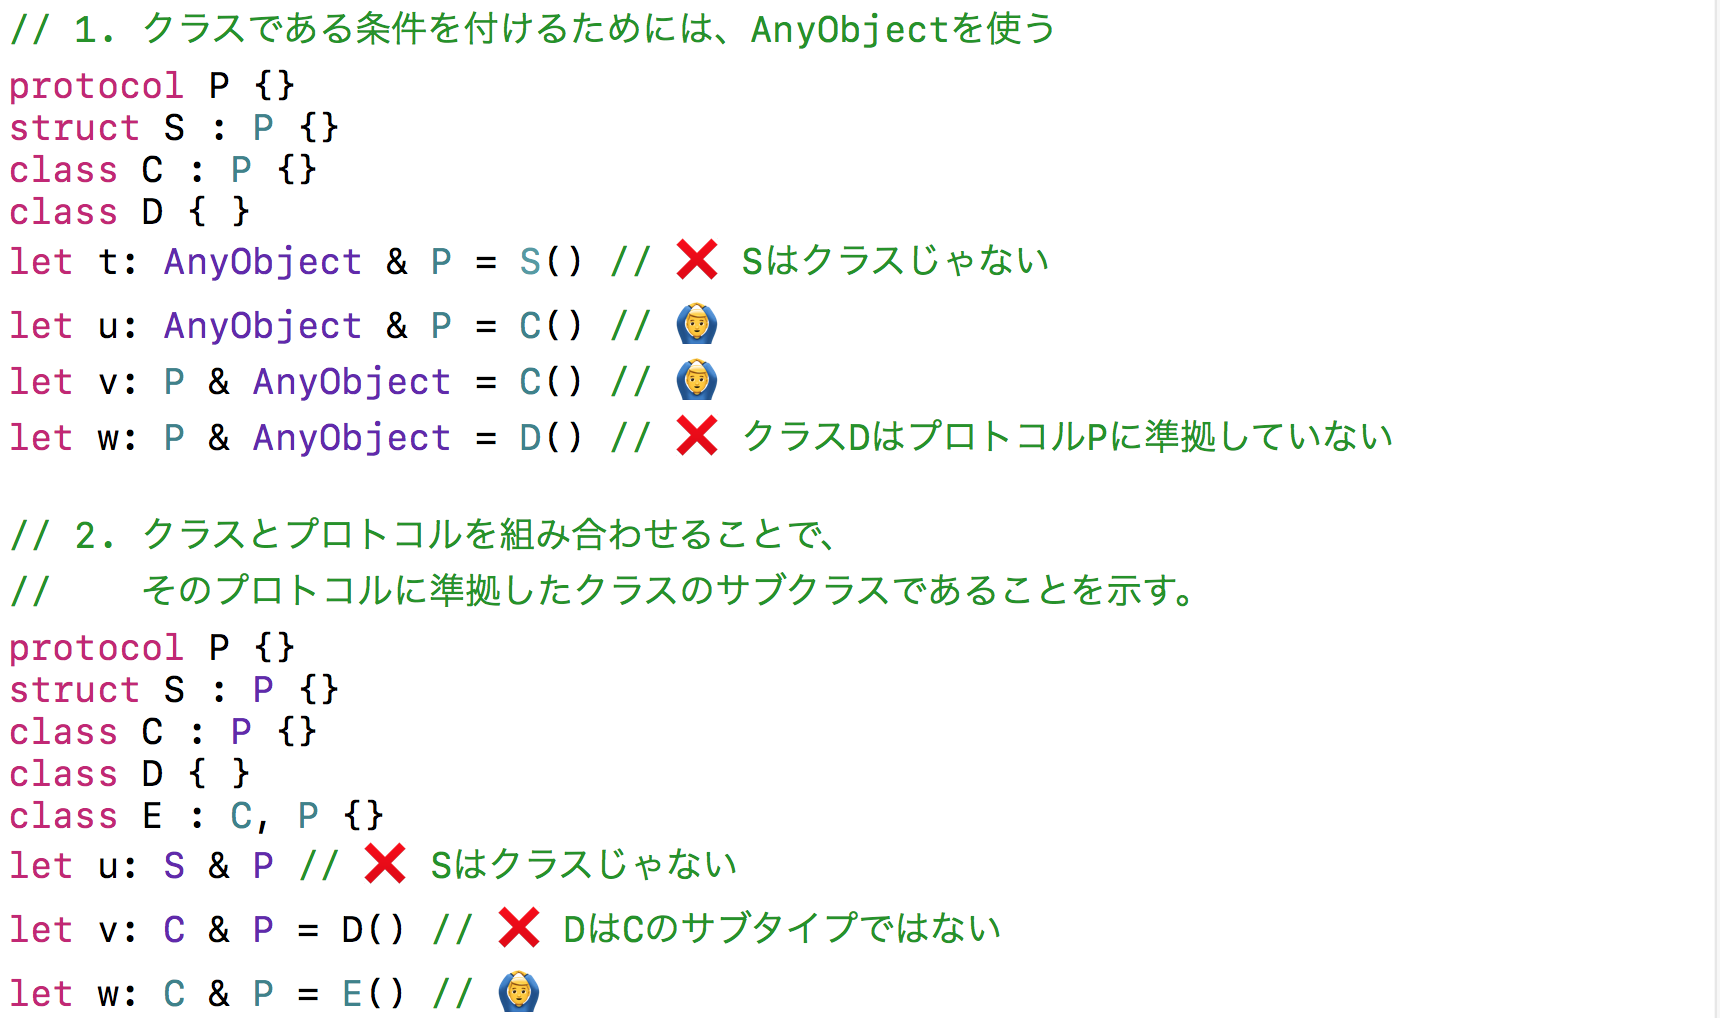 // 1. クラスである条件を付けるためには、AnyObjectを使う
protocol P {}
struct S : P {}
class C : P {}
class D { }
let t: AnyObject & P = S() // ❌ Sはクラスじゃない
let u: AnyObject & P = C() // 🙆‍♂️
let v: P & AnyObject = C() // 🙆‍♂️
let w: P & AnyObject = D() // ❌ クラスDはプロトコルPに準拠していない
// 2. クラスとプロトコルを組み合わせることで、
//    そのプロトコルに準拠したクラスのサブクラスであることを示す。
protocol P {}
struct S : P {}
class C : P {}
class D { }
class E : C, P {}
let u: S & P // ❌ Sはクラスじゃない
let v: C & P = D() // ❌ DはCのサブタイプではない
let w: C & P = E() // 🙆‍♂️